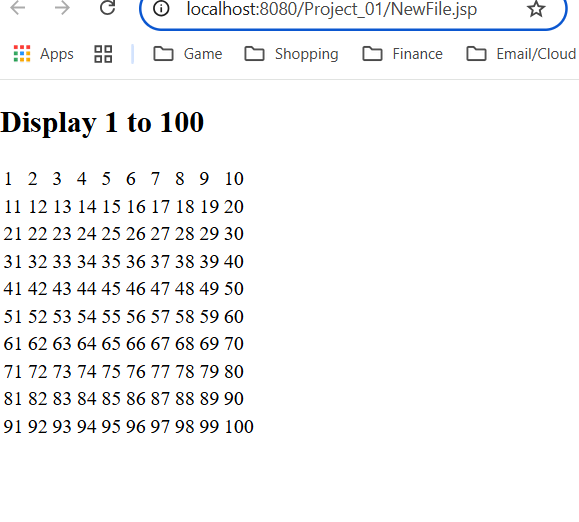 localhost:8080/Project_01/NewFile.jsp
Apps Game Shopping Finance Email/Cloud
Display 1 to 100
1 2 3 4 5 6 7 8 9 10
11 12 13 14 15 16 17 18 19 20
21 22 23 24 25 26 27 28 29 30
31 32 33 34 35 36 37 38 39 40
41 42 43 44 45 46 47 48 49 50
51 52 53 54 55 56 57 58 59 60
61 62 63 64 65 66 67 68 69 70
71 72 73 74 75 76 77 78 79 80
81 82 83 84 85 86 87 88 89 90
91 92 93 94 95 96 97 98 99 100